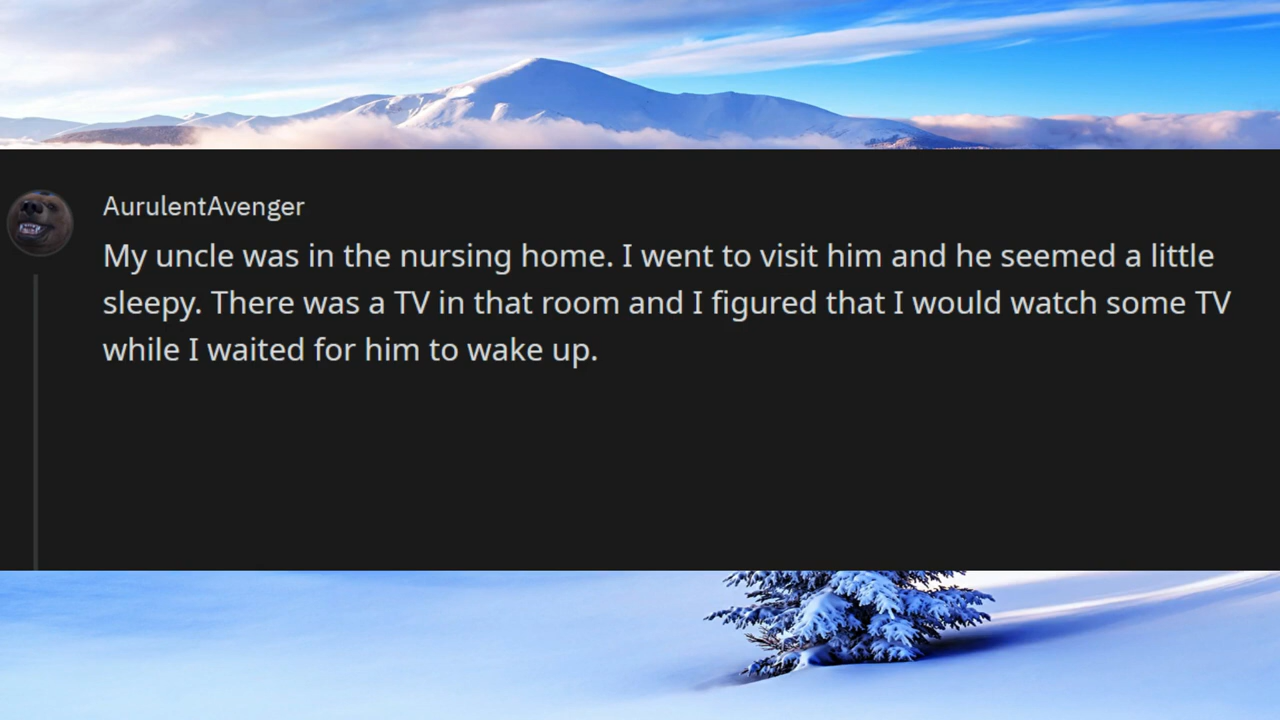 AurulentAvenger
My uncle was in the nursing home. I went to visit him and he seemed a little
sleepy. There was a TV in that room and I figured that I would watch some TV
while I waited for him to wake up.